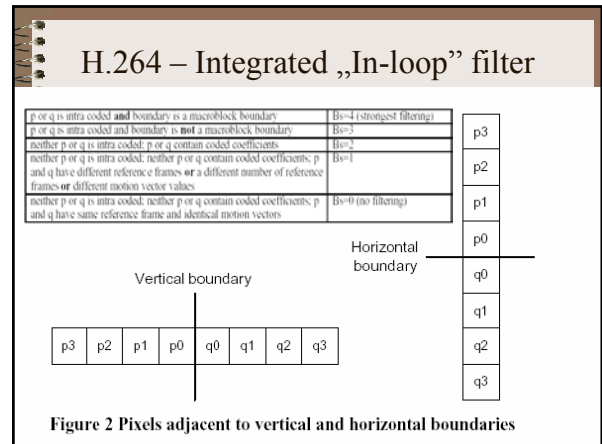 H.264 – Integrated „In-loop” filter
p or q is intra coded and boundary is a macroblock boundary Bs=4 (strongest filtering)
p or q is intra coded and boundary is not a macroblock boundary Bs=3
neither p or q is intra coded; p or q contain coded coefficients Bs=2
neither p or q is intra coded; neither p or q contain coded coefficients; p Bs=1
and q have different reference frames or a different number of reference
frames or different motion vector values
neither p or q is intra coded; neither p or q contain coded coefficients; p Bs=0 (no filtering)
and q have same reference frame and identical motion vectors
p3
p2
p1
p0
Horizontal
boundary
q0
q1
q2
q3
Vertical boundary
p3 p2 p1 p0 q0 q1 q2 q3
Figure 2 Pixels adjacent to vertical and horizontal boundaries